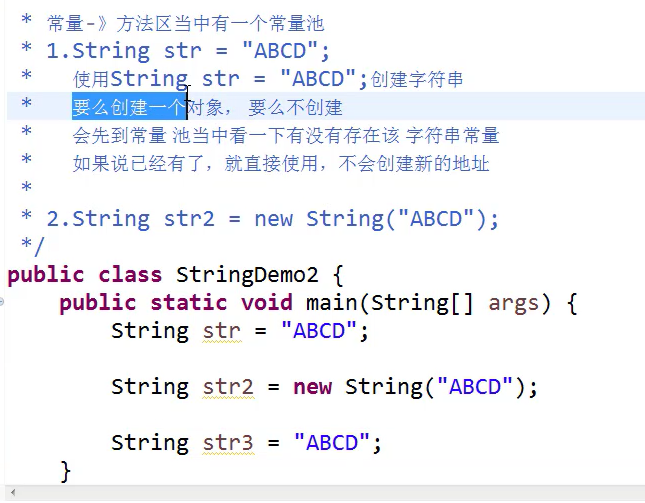 * 常量-》方法区当中有一个常量池
* 1.String str = "ABCD";
* 使用String str = "ABCD";创建字符串
* 要么创建一个对象， 要么不创建
* 会先到常量 池当中看一下有没有存在该 字符串常量
* 如果说已经有了，就直接使用，不会创建新的地址
*
* 2.String str2 = new String("ABCD");
*/
public class StringDemo2 {
public static void main(String[] args) {
String str = "ABCD";
String str2 = new String("ABCD");
String str3 = "ABCD";
}